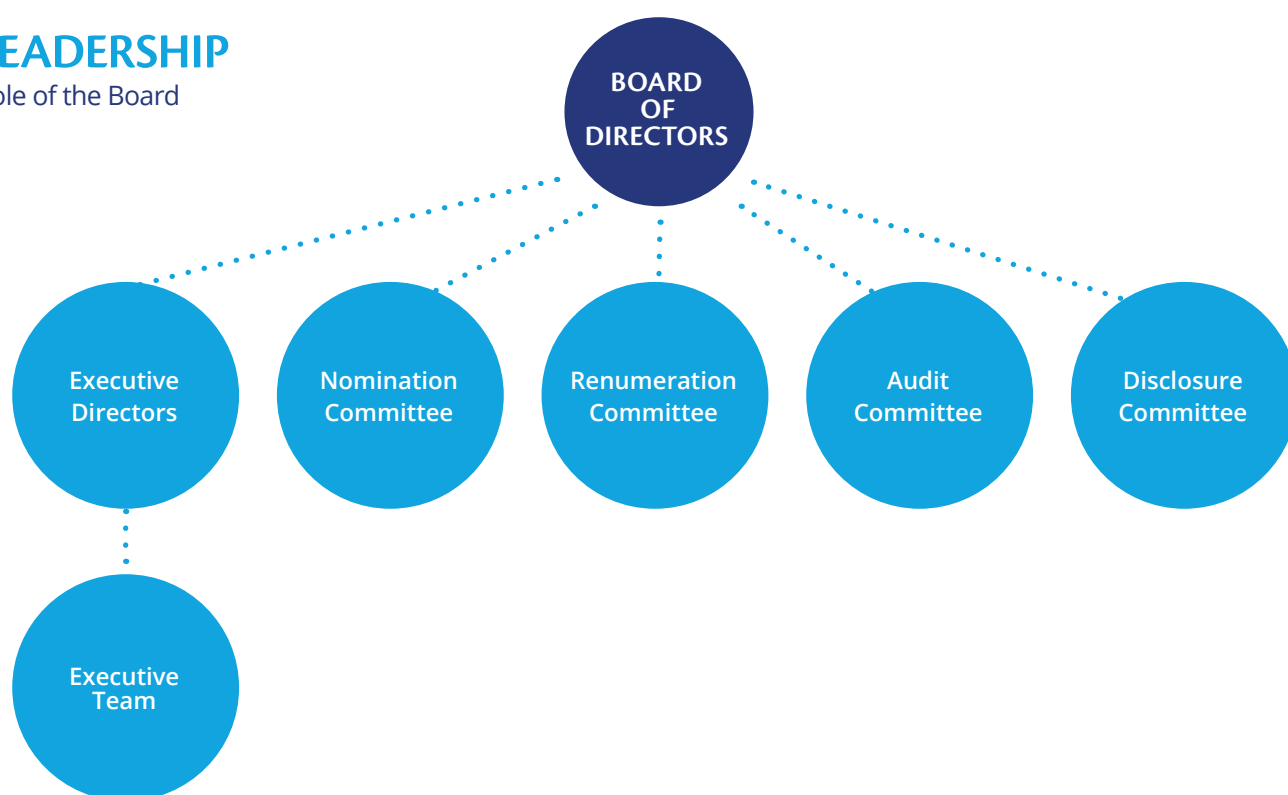 EADERSHIP
ole of the Board
BOARD
OF
DIRECTORS
Executive
Directors
Nomination
Committee
Renumeration
Committee
Audit
Committee
Disclosure
Committee
Executive
Team